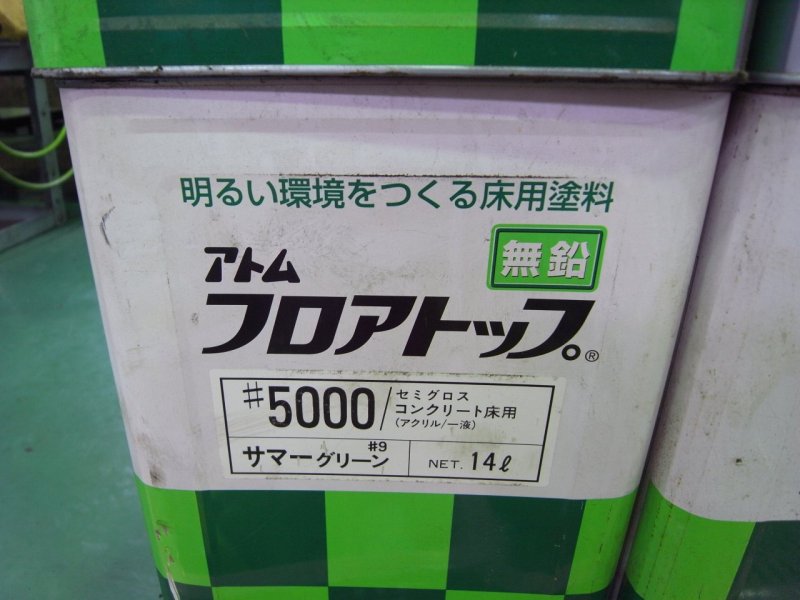 明るい環境をつくる床用塗料
無鉛
アトム
フロアトップ。®
#5000/セミグロス
コンクリート床用
(アクリル/一液)
サマーグリーン#9
NET. 14ℓ